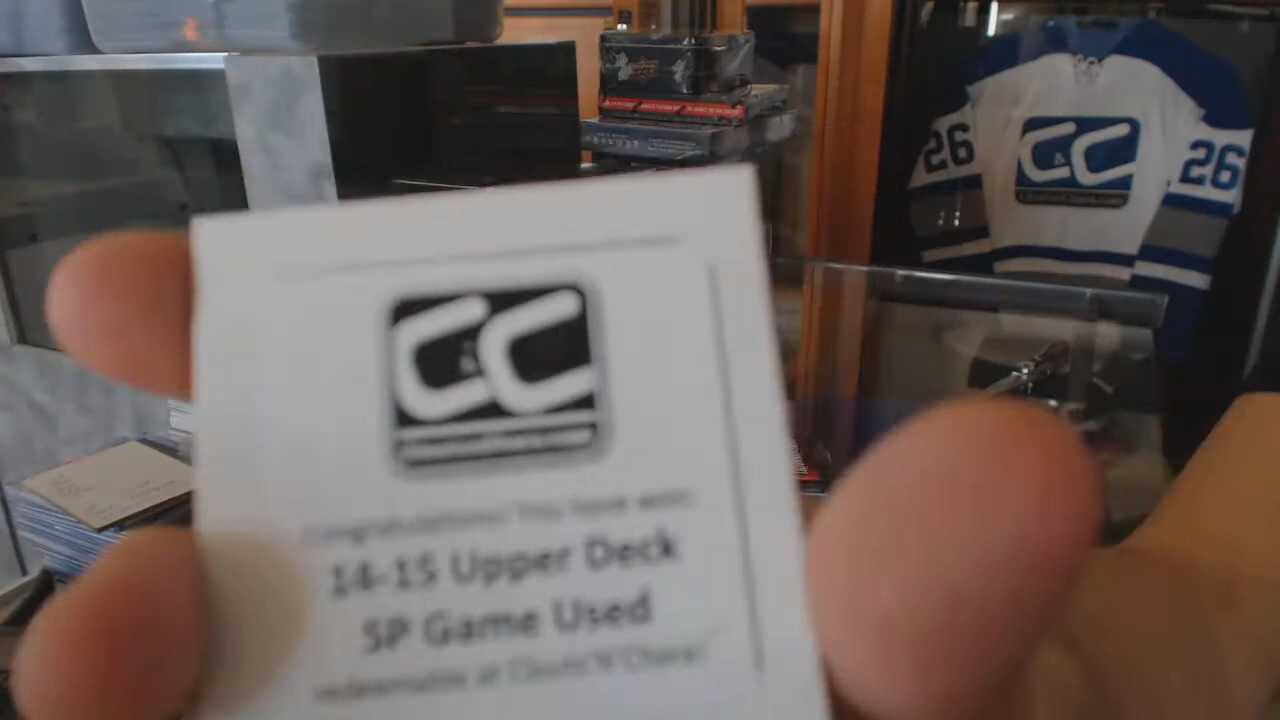 26
C&C
26
C&C
Congratulations! You have won:
14-15 Upper Deck
SP Game Used
redeemable at